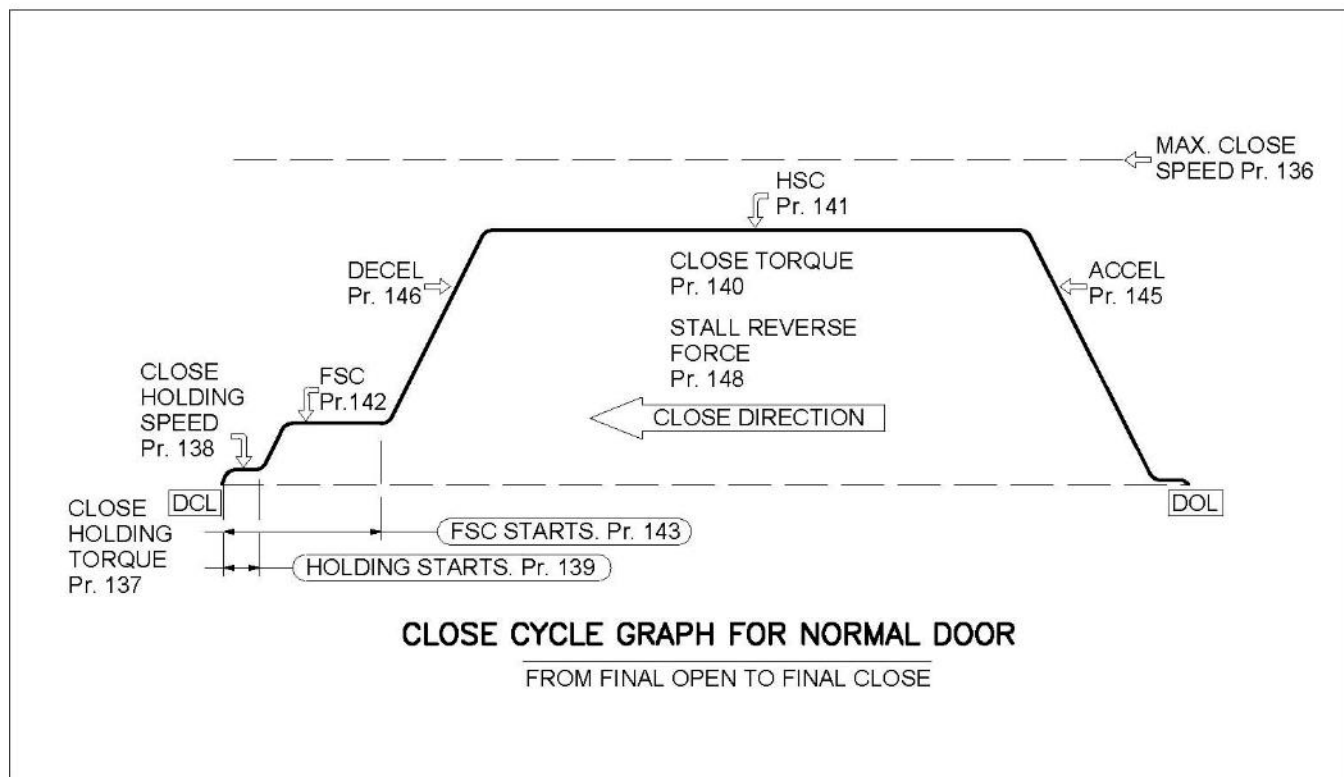 MAX. CLOSE
SPEED Pr. 136
HSC
Pr. 141
DECEL
Pr. 146
CLOSE TORQUE
Pr. 140
ACCEL
Pr. 145
STALL REVERSE
FORCE
Pr. 148
CLOSE
HOLDING
SPEED
Pr. 138
FSC
Pr.142
CLOSE DIRECTION
DCL
DOL
CLOSE
HOLDING
TORQUE
Pr. 137
FSC STARTS. Pr. 143
HOLDING STARTS. Pr. 139
CLOSE CYCLE GRAPH FOR NORMAL DOOR
FROM FINAL OPEN TO FINAL CLOSE